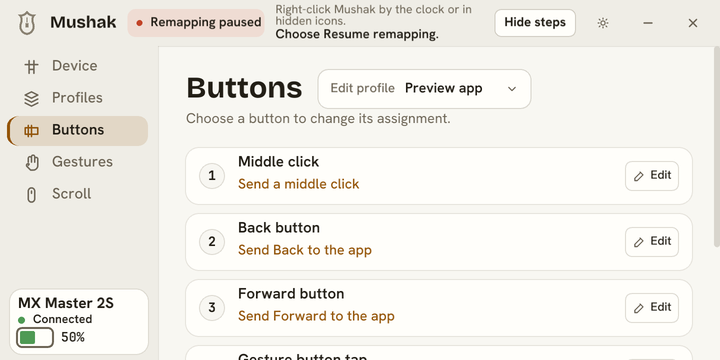 Mushak
Remapping paused
Right-click Mushak by the clock or in
hidden icons.
Choose Resume remapping.
Hide steps
Device
Profiles
Buttons
Gestures
Scroll
MX Master 2S
Connected
50%
Buttons
Edit profile Preview app
Choose a button to change its assignment.
1
Middle click
Send a middle click
Edit
2
Back button
Send Back to the app
Edit
3
Forward button
Send Forward to the app
Edit
Gesture button tap